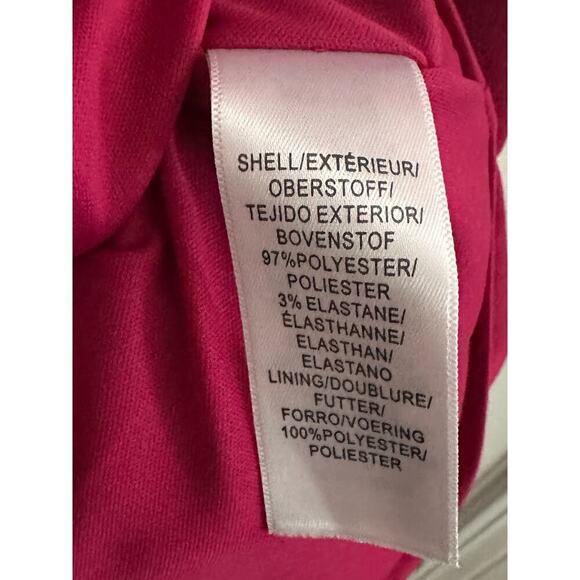 SHELL/EXTÉRIEUR/
OBERSTOFF/
TEJIDO EXTERIOR/
BOVENSTOF
97%POLYESTER/
POLIESTER
3% ELASTANE/
ÉLASTHANNE/
ELASTHAN/
ELASTANO
LINING/DOUBLURE/
FUTTER/
FORRO/VOERING
100%POLYESTER/
POLIESTER